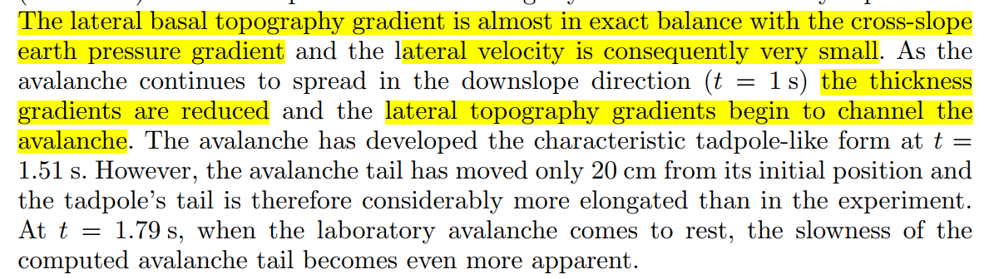 The lateral basal topography gradient is almost in exact balance with the cross-slope
earth pressure gradient and the lateral velocity is consequently very small. As the
avalanche continues to spread in the downslope direction (t = 1 s) the thickness
gradients are reduced and the lateral topography gradients begin to channel the
avalanche. The avalanche has developed the characteristic tadpole-like form at t =
1.51 s. However, the avalanche tail has moved only 20 cm from its initial position and
the tadpole's tail is therefore considerably more elongated than in the experiment.
At t = 1.79 s, when the laboratory avalanche comes to rest, the slowness of the
computed avalanche tail becomes even more apparent.